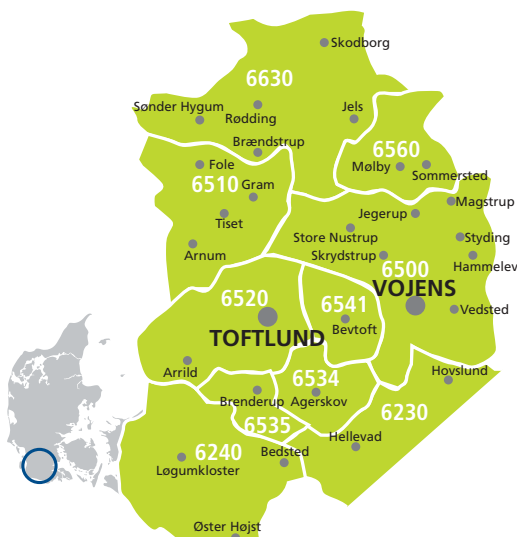 Skodborg
6630
Sønder Hygum
Rødding
Jels
Brændstrup
6560
Fole
Mølby
Sommersted
6510
Gram
Magstrup
Tiset
Jegerup
Store Nustrup
Styding
Arnum
Skrydstrup
6500
Hammelev
VOJENS
6520
6541
Vedsted
TOFTLUND
Bevtoft
Arrild
6534
Hovslund
Brenderup
Agerskov
6230
6535
Hellevad
6240
Bedsted
Løgumkloster
Øster Højst